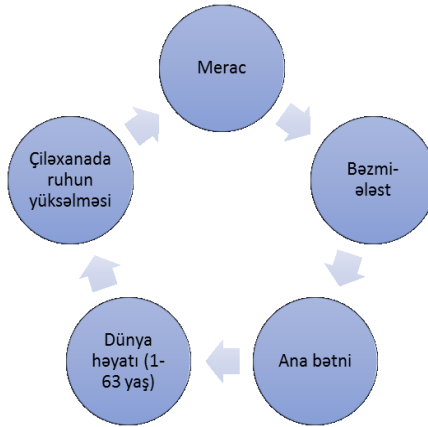 Merac
Bəzmi-
ələst
Ana bətni
Dünya
həyatı (1-
63 yaş)
Çiləxanada
ruhun
yüksəlməsi